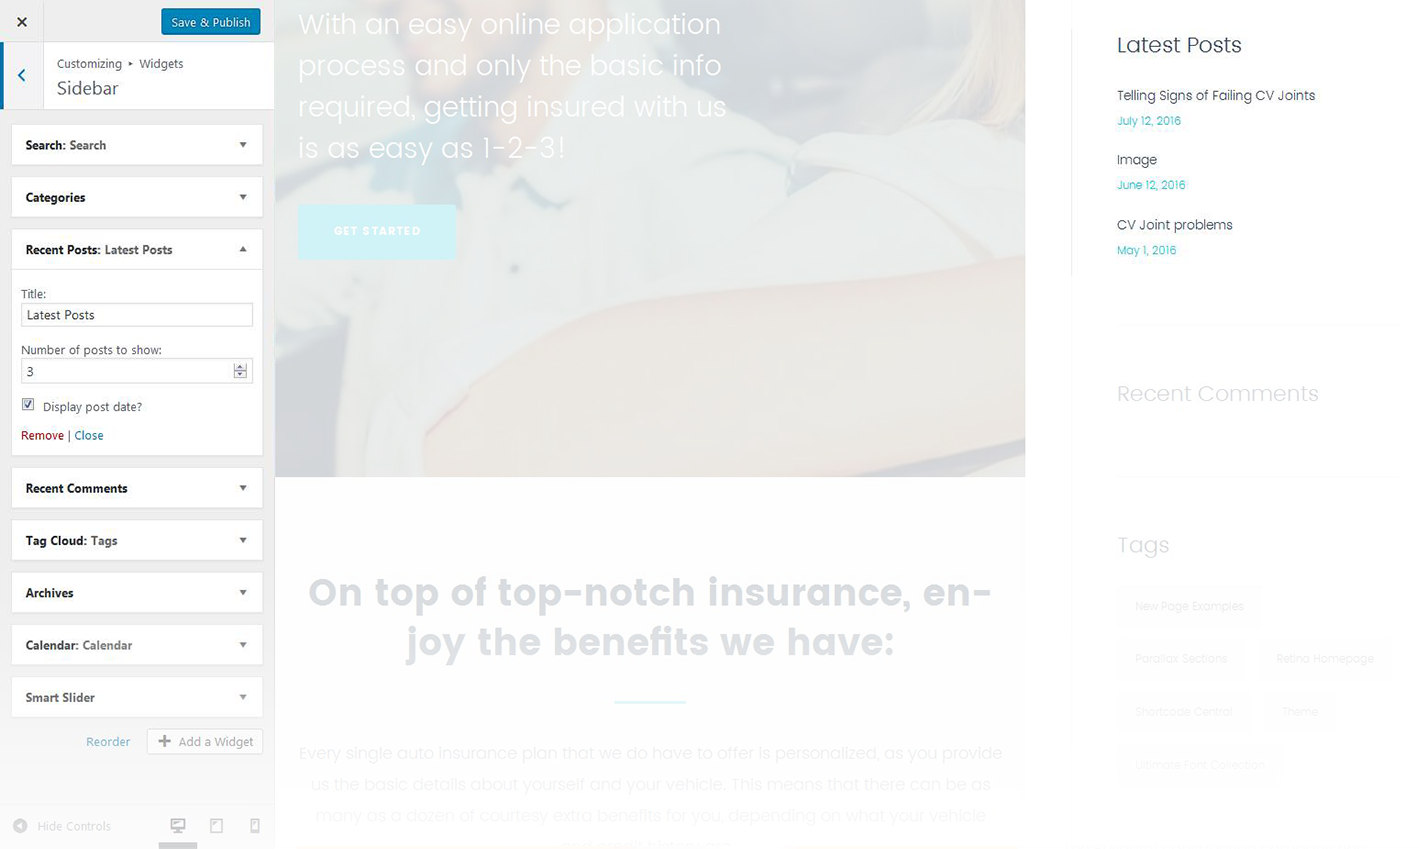 Save & Publish
Customizing ▸ Widgets
Sidebar
Search: Search
Categories
Recent Posts: Latest Posts
Title:
Latest Posts
Number of posts to show:
3
Display post date?
Remove | Close
Recent Comments
Tag Cloud: Tags
Archives
Calendar: Calendar
Smart Slider
Reorder
Add a Widget
Hide Controls
With an easy online application
process and only the basic info
required, getting insured with us
is as easy as 1-2-3!
GET STARTED
On top of top-notch insurance, en-
joy the benefits we have:
Every single auto insurance plan that we do have to offer is personalized, as you provide
us the basic details about yourself and your vehicle. This means that there can be as
many as a dozen of courtesy extra benefits for you, depending on what your vehicle
Latest Posts
Telling Signs of Failing CV Joints
July 12, 2016
Image
June 12, 2016
CV Joint problems
May 1, 2016
Recent Comments
Tags
New Page Examples
Parallax Sections
Retina Homepage
Shortcode Central
Theme
Ultimate Font Collection